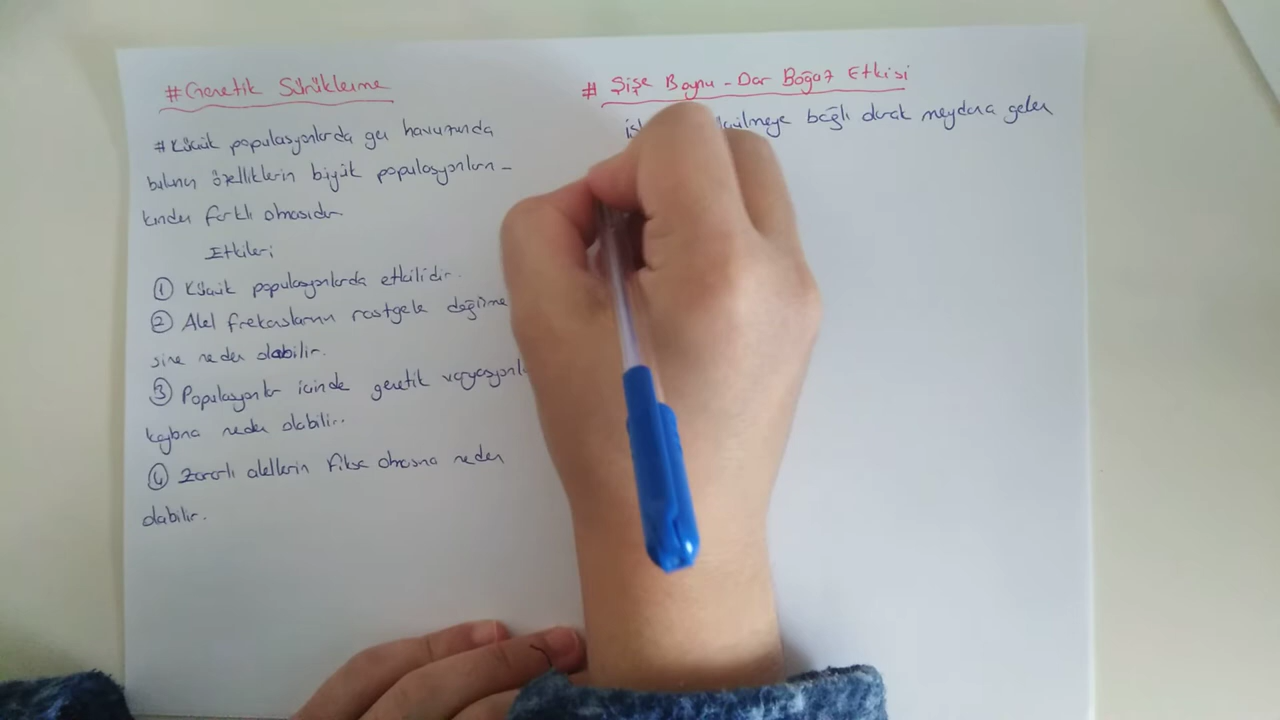 #Genetik Sürüklenme
#Küçük populasyonlarda gen havuzunda
bulunan özelliklerin büyük populasyonların-
kinden farklı olmasıdır
Etkileri
① Küçük populasyonlarda etkilidir.
② Alel frekanslarının rastgele değişme
sine neden olabilir.
③ Populasyonlar içinde genetik
kaybına neden olabilir.
④ Zararlı alellerin fikse olmasına neden
olabilir.
# Şişe Boynu - Dar Boğaz Etkisi
bağlı olarak meydana gelen